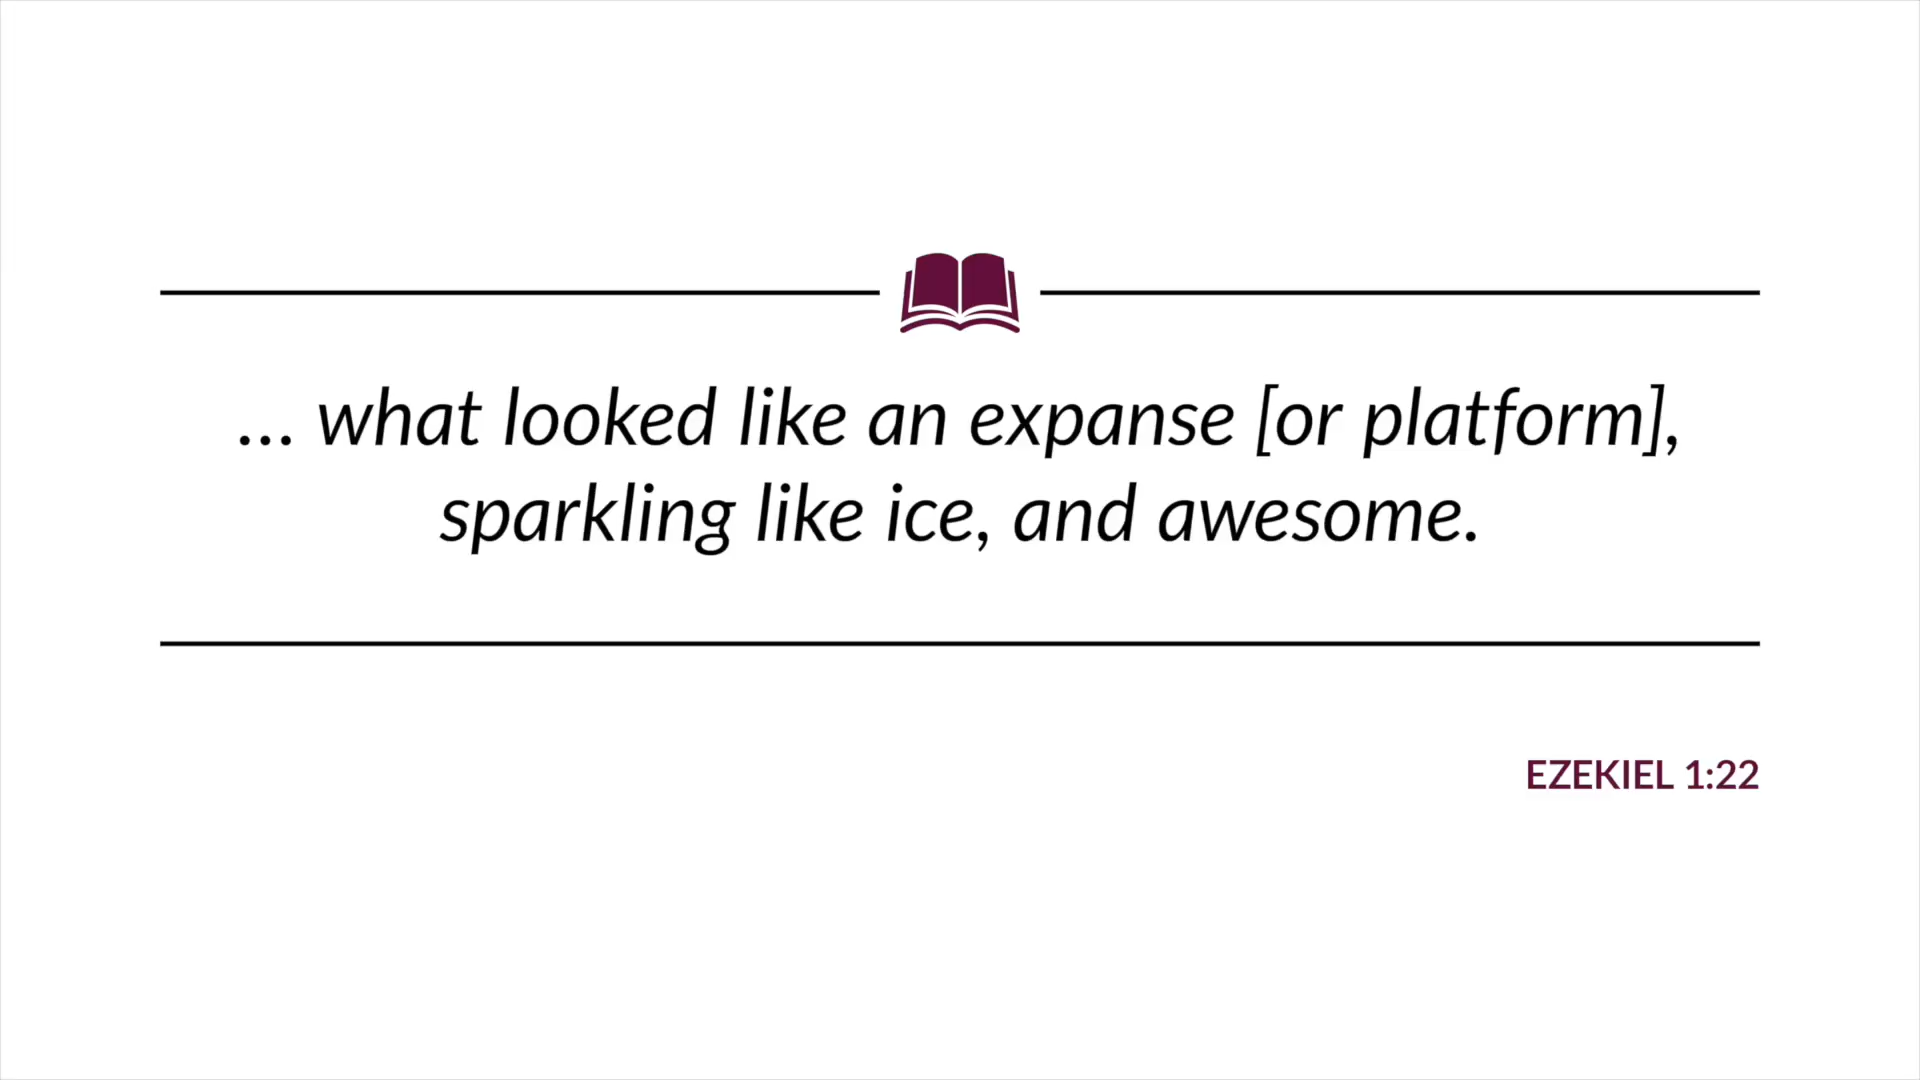 ... what looked like an expanse [or platform],
sparkling like ice, and awesome.
EZEKIEL 1:22